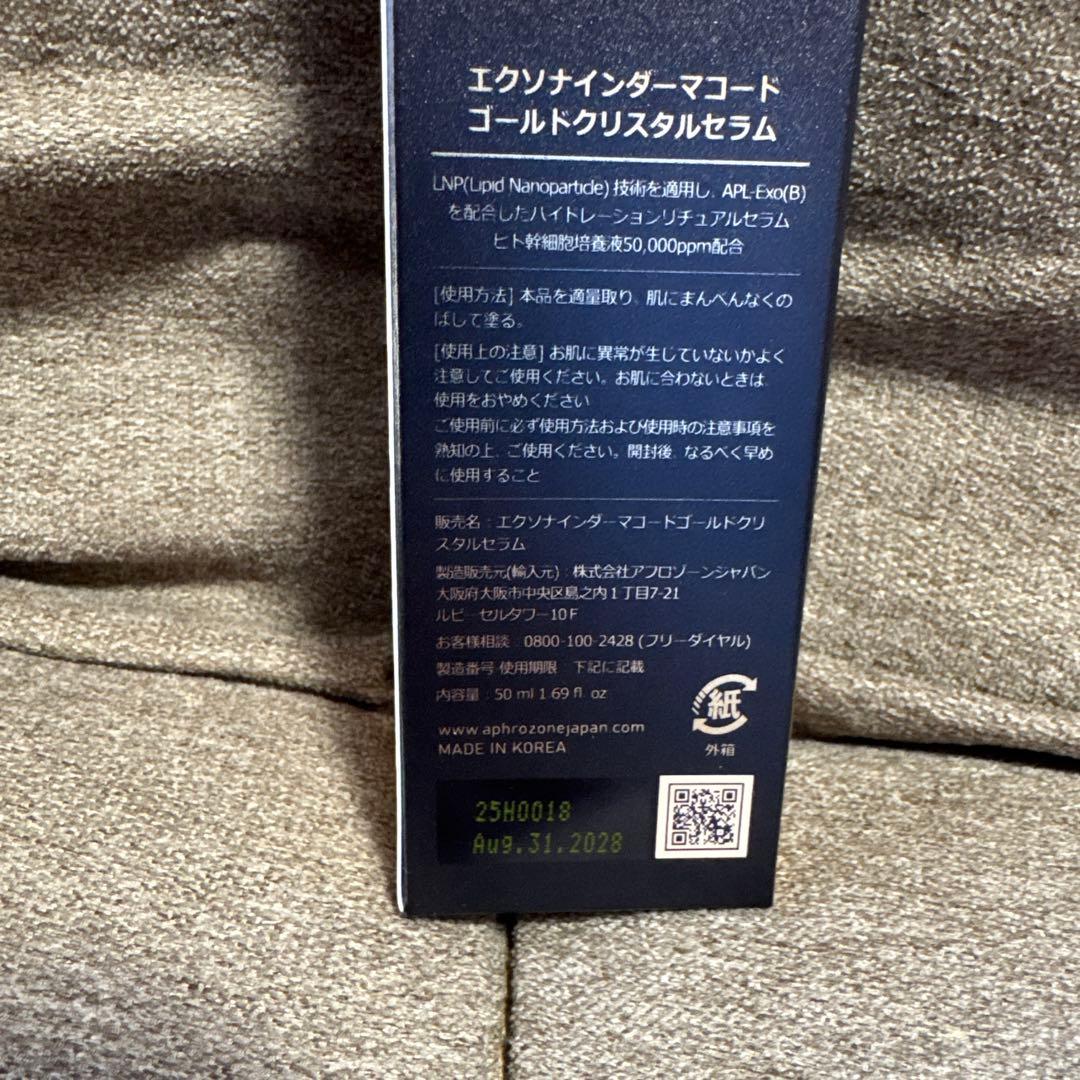 エクソナインダーマコード
ゴールドクリスタルセラム
LNP(Lipid Nanoparticle) 技術を適用し、APL-Exo(B)
を配合したハイドレーションリチュアルセラム
ヒト幹細胞培養液50,000ppm配合
[使用方法] 本品を適量取り、肌にまんべんなくの
ばして塗る。
[使用上の注意] お肌に異常が生じていないかよく
注意してご使用ください。お肌に合わないときは、
使用をおやめください
ご使用前に必ず使用方法および使用時の注意事項を
熟知の上、ご使用ください。開封後、なるべく早め
に使用すること
販売名 : エクソナインダーマコードゴールドクリ
スタルセラム
製造販売元(輸入元) : 株式会社アフロゾーンジャパン
大阪府大阪市中央区島之内1丁目7-21
ルビーセルタワー10F
お客様相談 : 0800-100-2428 (フリーダイヤル)
製造番号 使用期限 下記に記載
内容量 : 50 ml 1.69 fl. oz
www.aphrozonejapan.com
MADE IN KOREA
紙
外箱
25H0018
Aug.31.2028